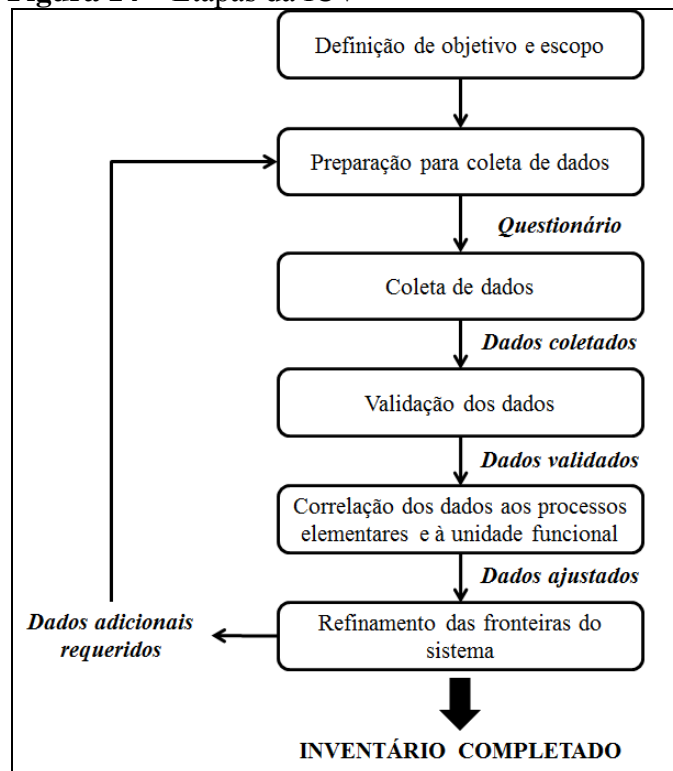 Definição de objetivo e escopo
Preparação para coleta de dados
Questionário
Coleta de dados
Dados coletados
Validação dos dados
Dados validados
Correlação dos dados aos processos
elementares e à unidade funcional
Dados ajustados
Refinamento das fronteiras do
sistema
Dados adicionais
requeridos
INVENTÁRIO COMPLETADO